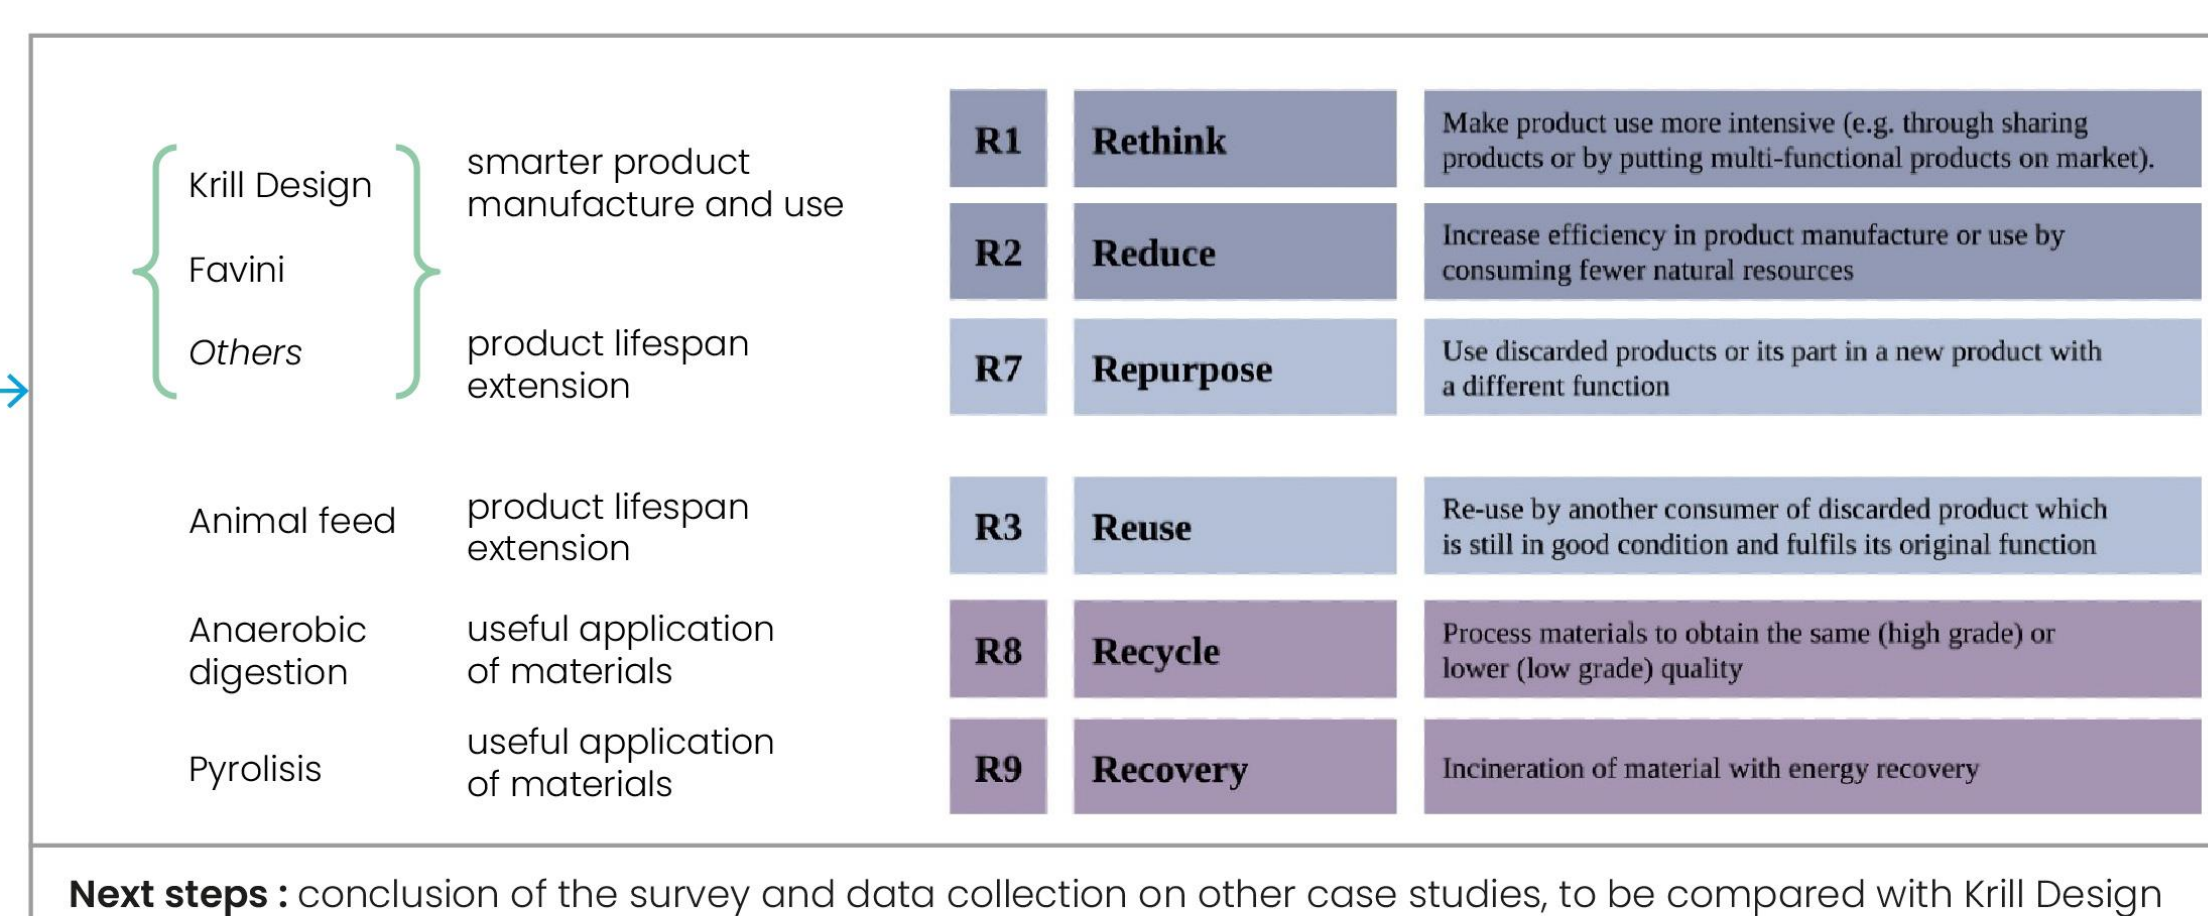 Krill Design
Favini
Others
smarter product
manufacture and use
product lifespan
extension
R1 Rethink
Make product use more intensive (e.g. through sharing
products or by putting multi-functional products on market).
R2 Reduce
Increase efficiency in product manufacture or use by
consuming fewer natural resources
R7 Repurpose
Use discarded products or its part in a new product with
a different function
Animal feed
product lifespan
extension
R3 Reuse
Re-use by another consumer of discarded product which
is still in good condition and fulfils its original function
Anaerobic
digestion
useful application
of materials
R8 Recycle
Process materials to obtain the same (high grade) or
lower (low grade) quality
Pyrolisis
useful application
of materials
R9 Recovery
Incineration of material with energy recovery
Next steps : conclusion of the survey and data collection on other case studies, to be compared with Krill Design